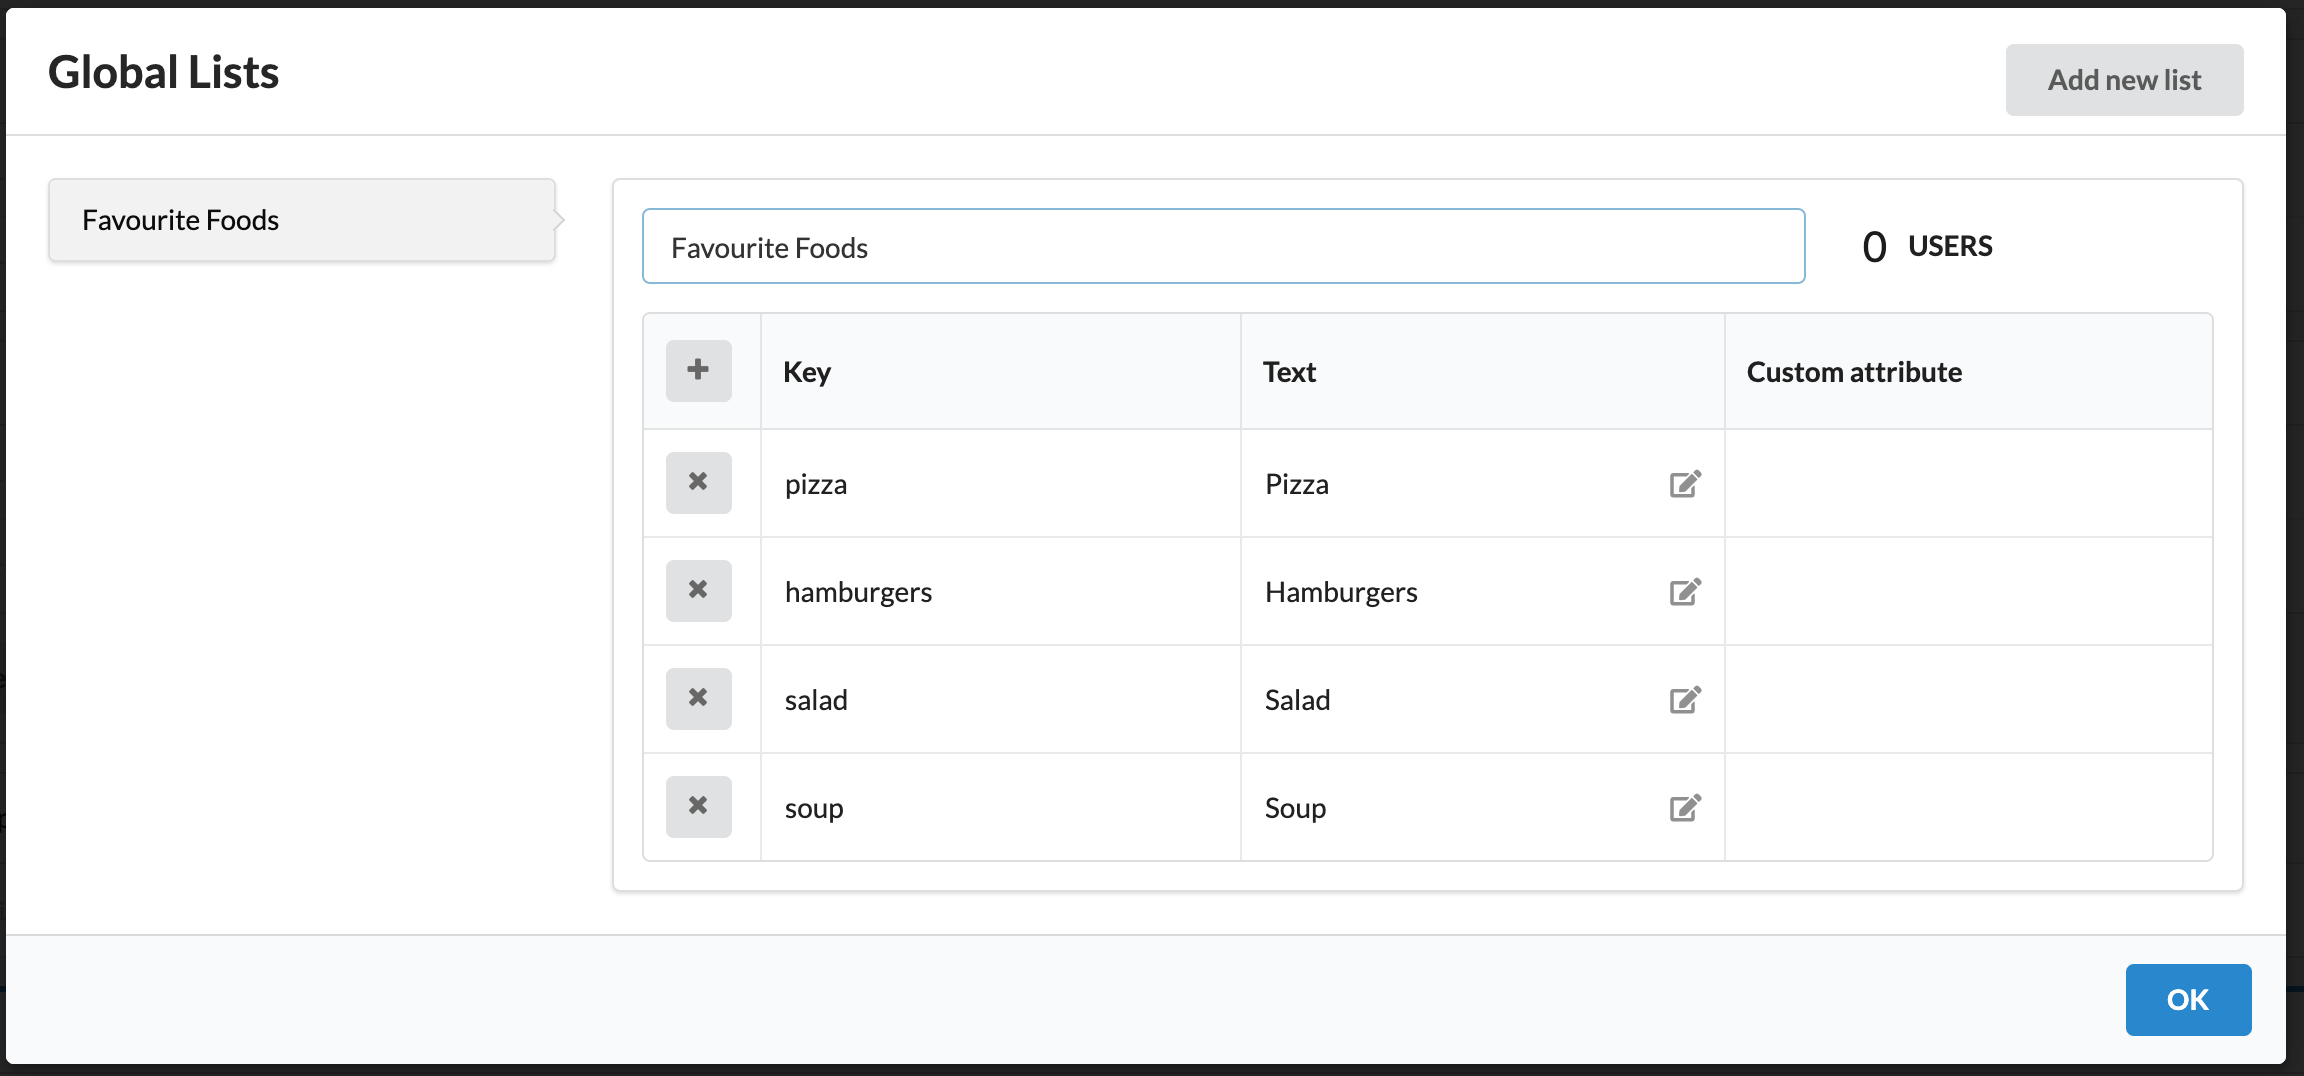 Global Lists
Add new list
Favourite Foods
Favourite Foods
0 USERS
Key Text Custom attribute
pizza Pizza
hamburgers Hamburgers
salad Salad
soup Soup
OK